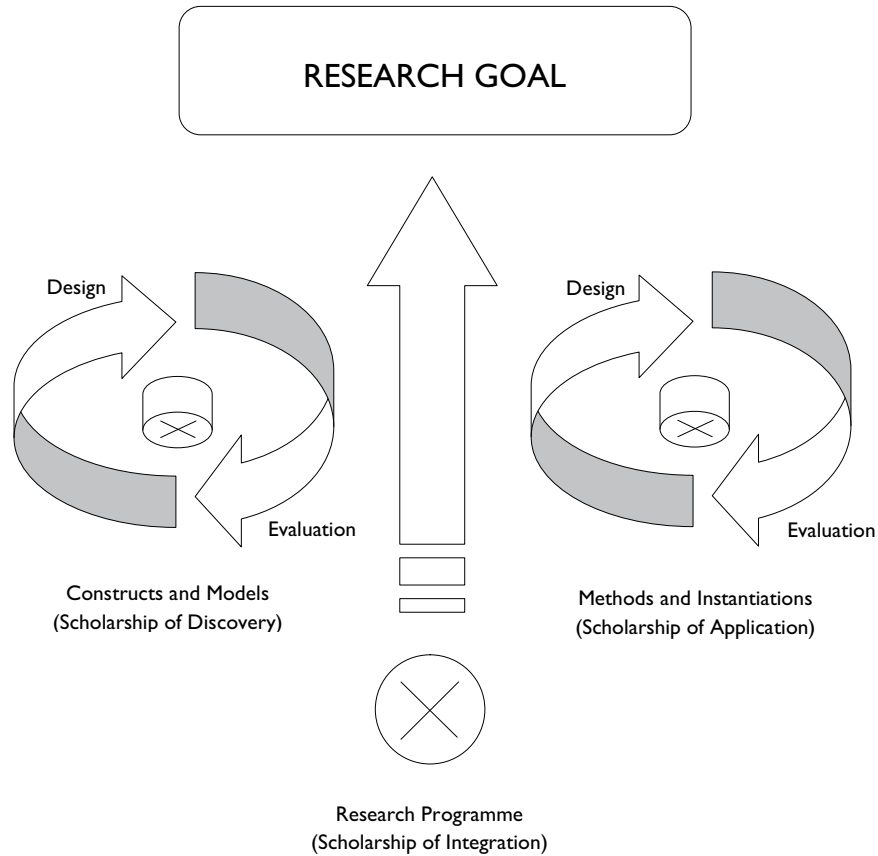 RESEARCH GOAL
Design
Evaluation
Constructs and Models
(Scholarship of Discovery)
Design
Evaluation
Methods and Instantiations
(Scholarship of Application)
Research Programme
(Scholarship of Integration)